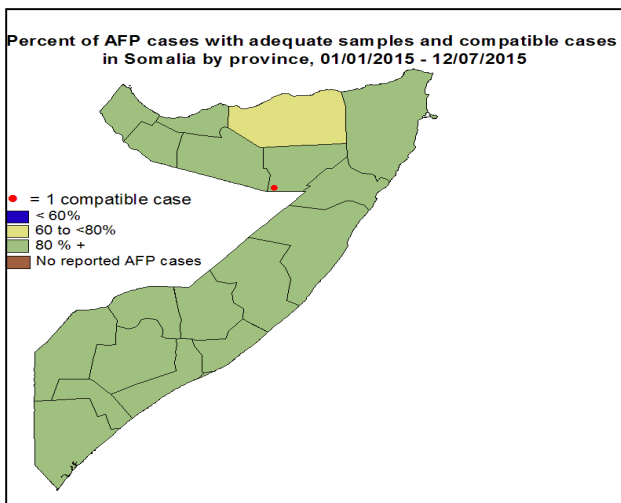 Percent of AFP cases with adequate samples and compatible cases
in Somalia by province, 01/01/2015 - 12/07/2015
= 1 compatible case
< 60%
60 to <80%
80 % +
No reported AFP cases